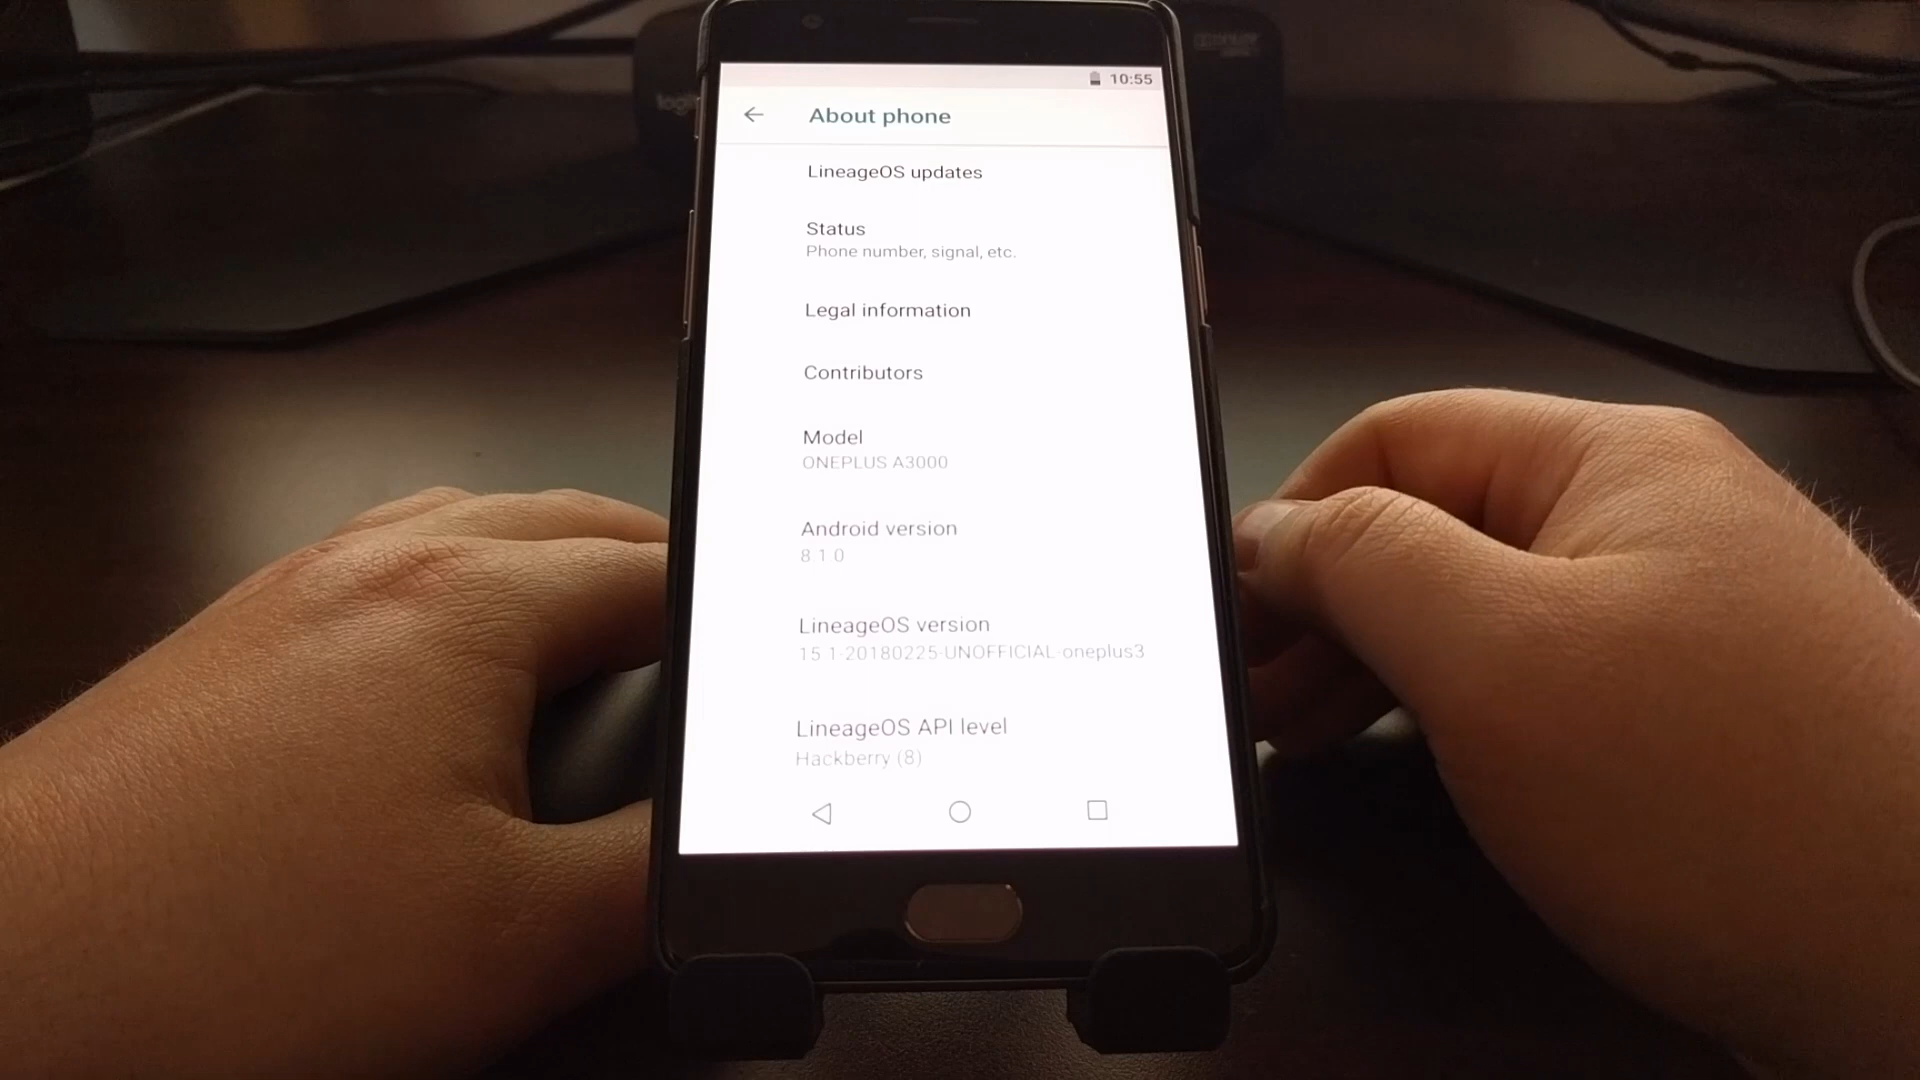 10:55
About phone
LineageOS updates
Status
Phone number, signal, etc.
Legal information
Contributors
Model
ONEPLUS A3000
Android version
8.1.0
LineageOS version
15.1-20180225-UNOFFICIAL-oneplus3
LineageOS API level
Hackberry (8)